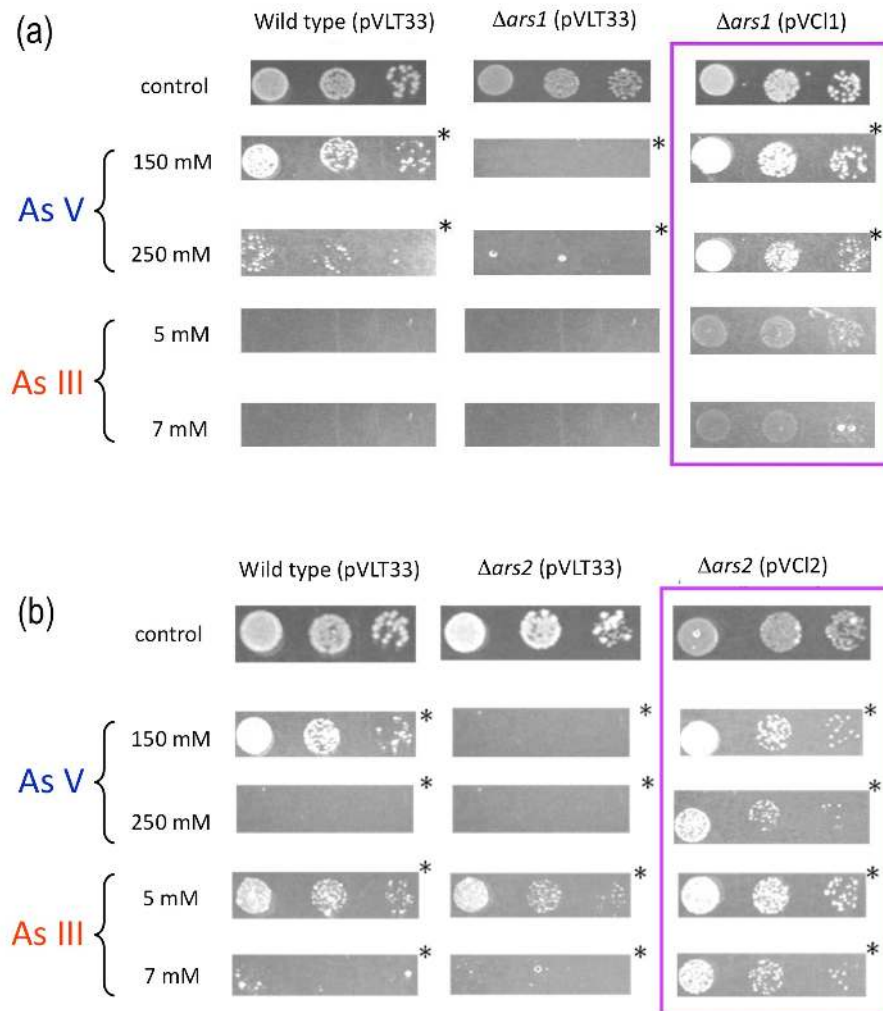 (a)
Wild type (pVLT33) Δars1 (pVLT33) Δars1 (pVCl1)
control
As V
150 mM * * *
250 mM * * *
As III
5 mM
7 mM
(b)
Wild type (pVLT33) Δars2 (pVLT33) Δars2 (pVCl2)
control
As V
150 mM * * *
250 mM * * *
As III
5 mM * * *
7 mM * * *